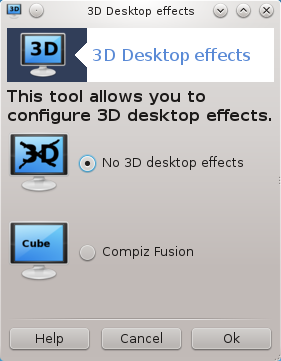 3D Desktop effects
3D
3D Desktop effects
This tool allows you to
configure 3D desktop effects.
3D
No 3D desktop effects
Cube
Compiz Fusion
Help
Cancel
Ok